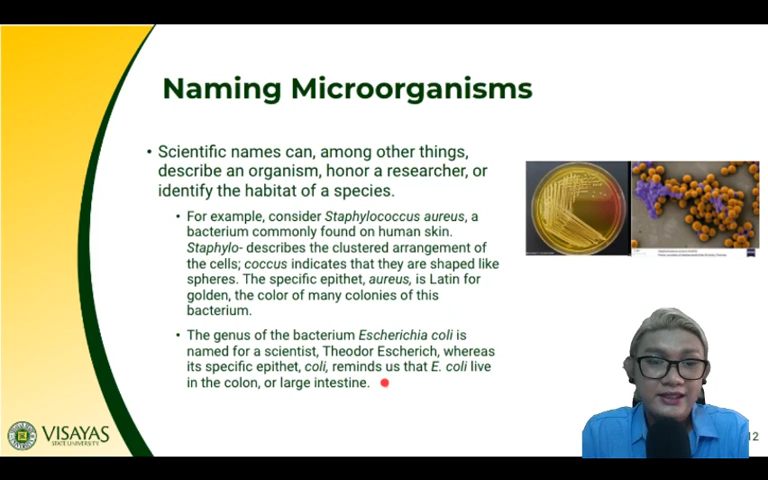 Naming Microorganisms
• Scientific names can, among other things,
describe an organism, honor a researcher, or
identify the habitat of a species.
• For example, consider Staphylococcus aureus, a
bacterium commonly found on human skin.
Staphylo- describes the clustered arrangement of
the cells; coccus indicates that they are shaped like
spheres. The specific epithet, aureus, is Latin for
golden, the color of many colonies of this
bacterium.
• The genus of the bacterium Escherichia coli is
named for a scientist, Theodor Escherich, whereas
its specific epithet, coli, reminds us that E. coli live
in the colon, or large intestine.
VISAYAS
STATE UNIVERSITY
12